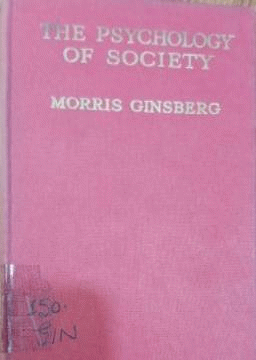 THE PSYCHOLOGY
OF SOCIETY
MORRIS GINSBERG
150.
GIN